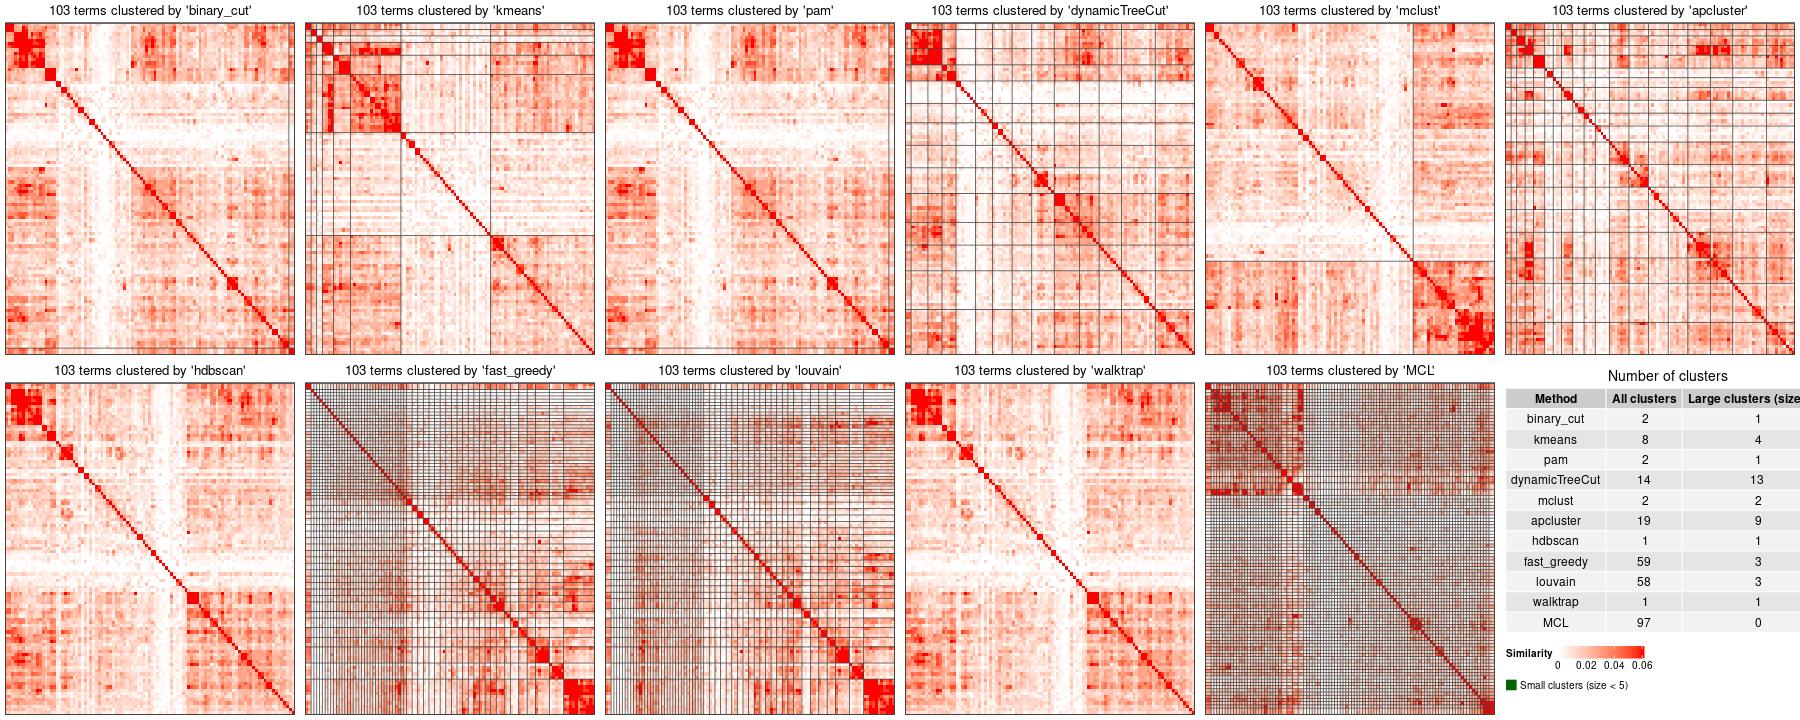 103 terms clustered by 'binary_cut'
103 terms clustered by 'kmeans'
103 terms clustered by 'pam'
103 terms clustered by 'dynamicTreeCut'
103 terms clustered by 'mclust'
103 terms clustered by 'apcluster'
103 terms clustered by 'hdbscan'
103 terms clustered by 'fast_greedy'
103 terms clustered by 'louvain'
103 terms clustered by 'walktrap'
103 terms clustered by 'MCL'
Number of clusters
Method All clusters Large clusters (size
binary_cut 2 1
kmeans 8 4
pam 2 1
dynamicTreeCut 14 13
mclust 2 2
apcluster 19 9
hdbscan 1 1
fast_greedy 59 3
louvain 58 3
walktrap 1 1
MCL 97 0
Similarity
0 0.02 0.04 0.06
Small clusters (size < 5)